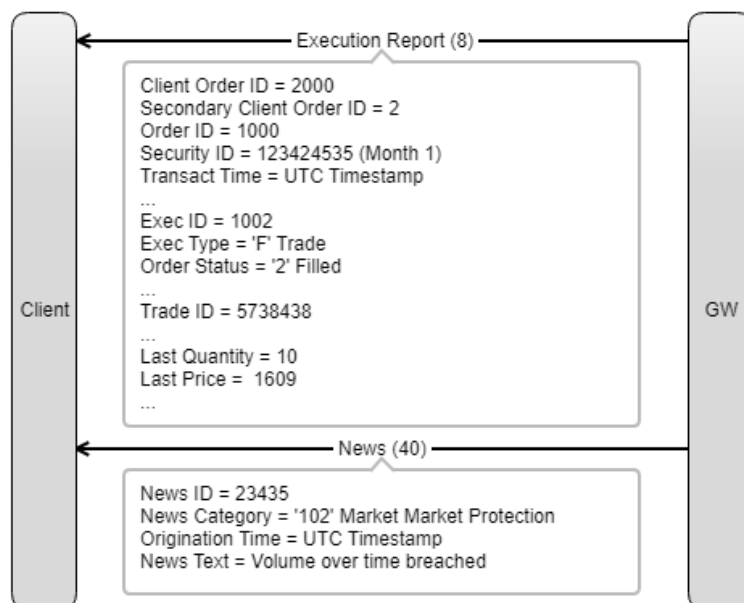 Execution Report (8)
Client Order ID = 2000
Secondary Client Order ID = 2
Order ID = 1000
Security ID = 123424535 (Month 1)
Transact Time = UTC Timestamp
...
Exec ID = 1002
Exec Type = 'F' Trade
Order Status = '2' Filled
...
Client
GW
Trade ID = 5738438
...
Last Quantity = 10
Last Price =  1609
...
News (40)
News ID = 23435
News Category = '102' Market Market Protection
Origination Time = UTC Timestamp
News Text = Volume over time breached